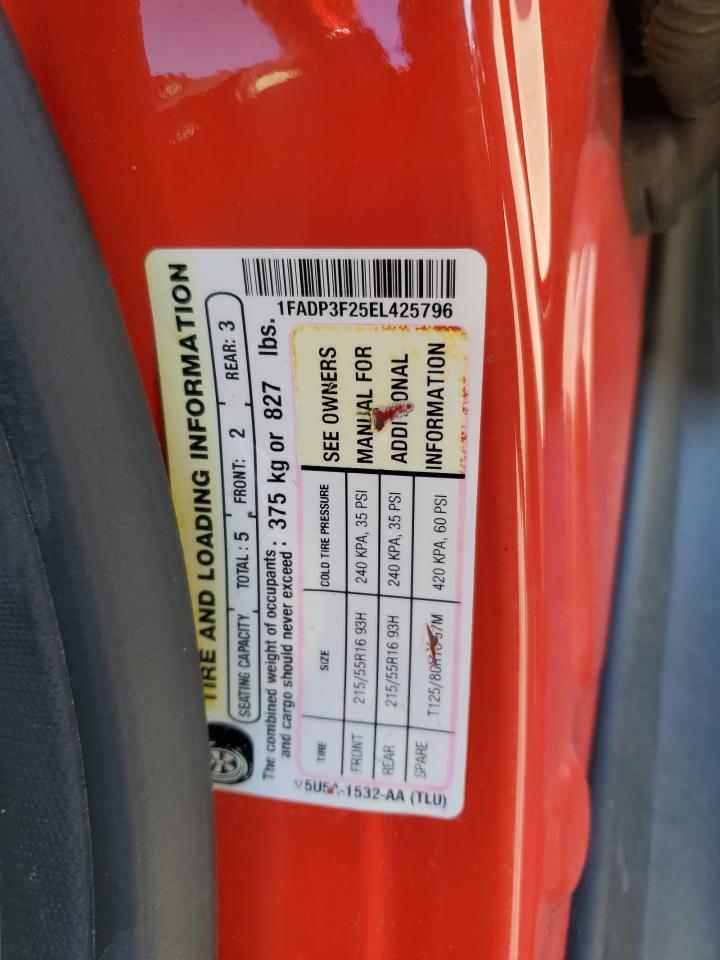 TIRE AND LOADING INFORMATION
SEATING CAPACITY TOTAL: 5 FRONT: 2 REAR: 3
The combined weight of occupants and cargo should never exceed: 375 kg or 827 lbs.
1FADP3F25EL425796
TIRE SIZE COLD TIRE PRESSURE
FRONT 215/55R16 93H 240 KPA, 35 PSI
REAR 215/55R16 93H 240 KPA, 35 PSI
SPARE 420 KPA, 60 PSI
SEE OWNERS
MANUAL FOR
ADDITIONAL
INFORMATION
(TLU)